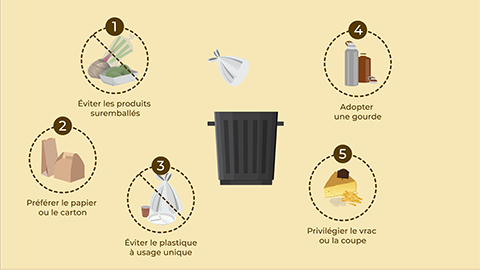 1
Éviter les produits
suremballés
2
Préférer le papier
ou le carton
3
Éviter le plastique
à usage unique
4
Adopter
une gourde
5
Privilégier le vrac
ou la coupe